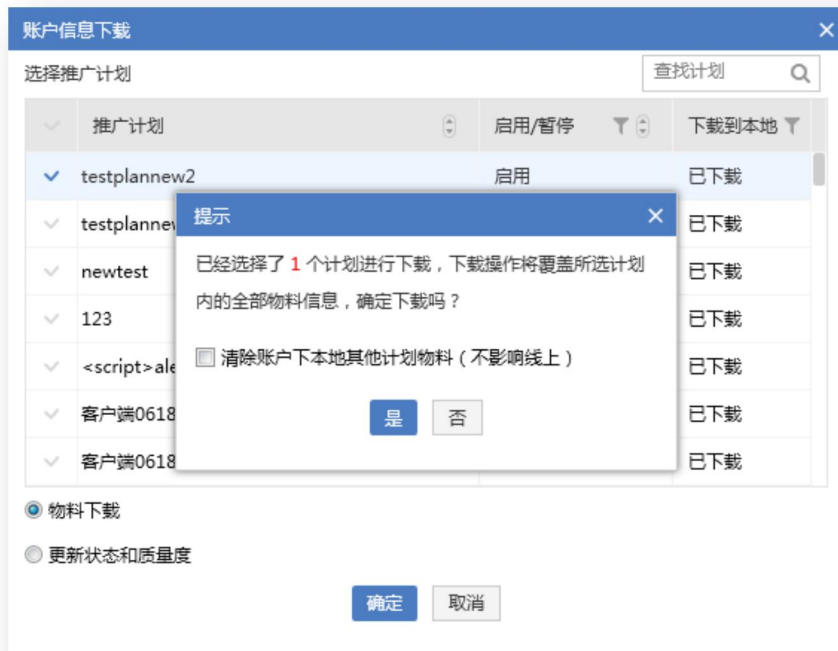 账户信息下载
选择推广计划
查找计划
推广计划 启用/暂停 下载到本地
testplannew2 启用 已下载
testplannew 已下载
newtest 已下载
123 已下载
<script>ale 已下载
客户端0618 已下载
客户端0618 已下载
提示
已经选择了 1 个计划进行下载，下载操作将覆盖所选计划
内的全部物料信息，确定下载吗？
清除账户下本地其他计划物料（不影响线上）
是 否
物料下载
更新状态和质量度
确定 取消